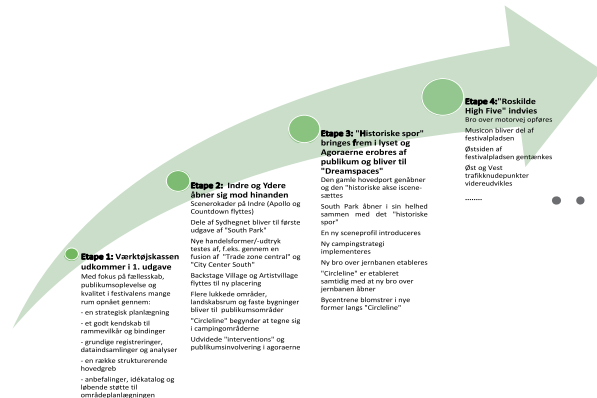 Etape 1: Værktøjskassen
udkommer i 1. udgave
Med fokus på fællesskab,
publikumsoplevelse og
kvalitet i festivalens mange
rum opnået gennem:
- en strategisk planlægning
- et godt kendskab til
rammevilkår og bindinger
- grundige registreringer,
dataindsamlinger og analyser
- en række strukturerende
hovedgreb
- anbefalinger, idékatalog og
løbende støtte til
områdeplanlægningen
Etape 2: Indre og Ydere
åbner sig mod hinanden
Scenerokader på Indre (Apollo og
Countdown flyttes)
Dele af Sydhegnet bliver til første
udgave af "South Park"
Nye handelsformer/-udtryk
testes af, f.eks. gennem en
fusion af "Trade zone central" og
"City Center South"
Backstage Village og Artistvillage
flyttes til ny placering
Flere lukkede områder,
landskabsrum og faste bygninger
bliver til publikumsområder
"Circleline" begynder at tegne sig
i campingområderne
Udvidede "interventions" og
publikumsinvolvering i agoraerne
Etape 3: "Historiske spor"
bringes frem i lyset og
Agoraerne erobres af
publikum og bliver til
"Dreamspaces"
Den gamle hovedport genåbner
og den "historiske akse iscene-
sættes
South Park åbner i sin helhed
sammen med det "historiske
spor"
En ny sceneprofil introduceres
Ny campingstrategi
implementeres
Ny bro over jernbanen etableres
"Circleline" er etableret
samtidig med at ny bro over
jernbanen åbner
Bycentrene blomstrer i nye
former langs "Circleline"
Etape 4:"Roskilde
High Five" indvies
Bro over motorvej opføres
Musicon bliver del af
festivalpladsen
Østsiden af
festivalpladsen gentænkes
Øst og Vest
trafikknudepunkter
videreudvikles
........